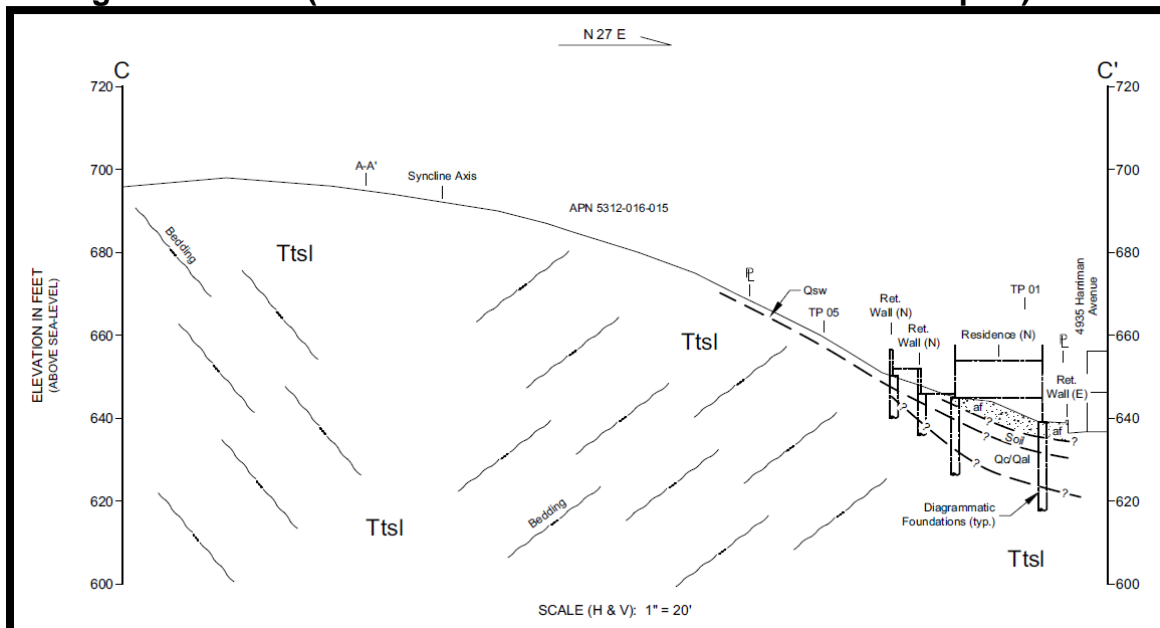 N 27 E
C
C'
720
720
700
700
680
680
660
660
640
640
620
620
600
600
ELEVATION IN FEET
(ABOVE SEA-LEVEL)
A-A'
Syncline Axis
APN 5312-016-015
Bedding
Ttsl
PL
Qsw
TP 05
Ttsl
Ret.
Wall (N)
Ret.
Wall (N)
TP 01
Residence (N)
4935 Harriman
Avenue
PL
Ret.
Wall (E)
af
af
?
?
?
?
Soil
?
?
Qc/Qal
?
Bedding
Ttsl
Diagrammatic
Foundations (typ.)
Ttsl
SCALE (H & V): 1" = 20'